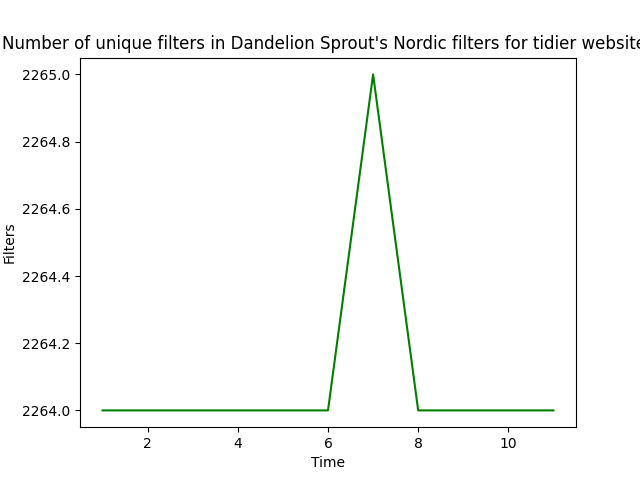 Number of unique filters in Dandelion Sprout's Nordic filters for tidier website
2265.0
2264.8
2264.6
2264.4
2264.2
2264.0
Filters
2 4 6 8 10
Time